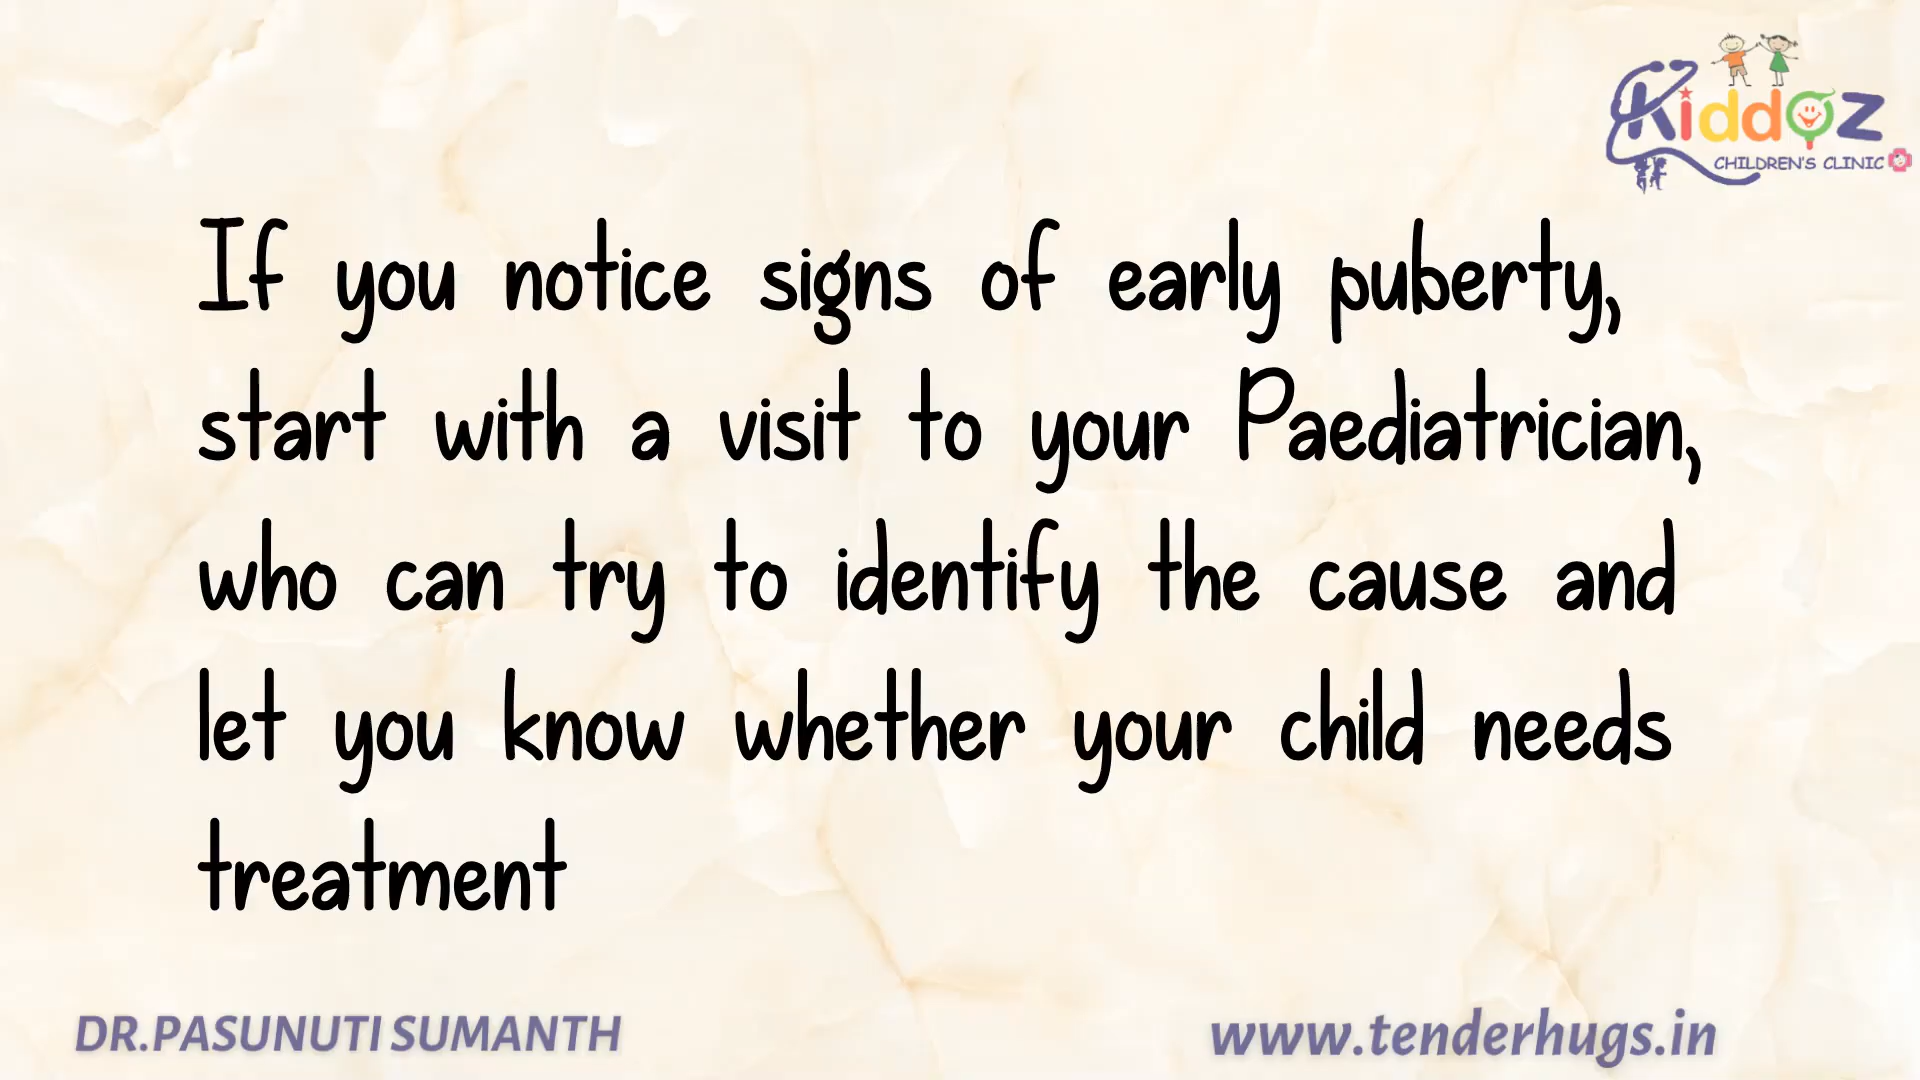 Kiddoz
CHILDREN'S CLINIC
If you notice signs of early puberty,
start with a visit to your Paediatrician,
who can try to identify the cause and
let you know whether your child needs
treatment
DR.PASUNUTI SUMANTH
www.tenderhugs.in